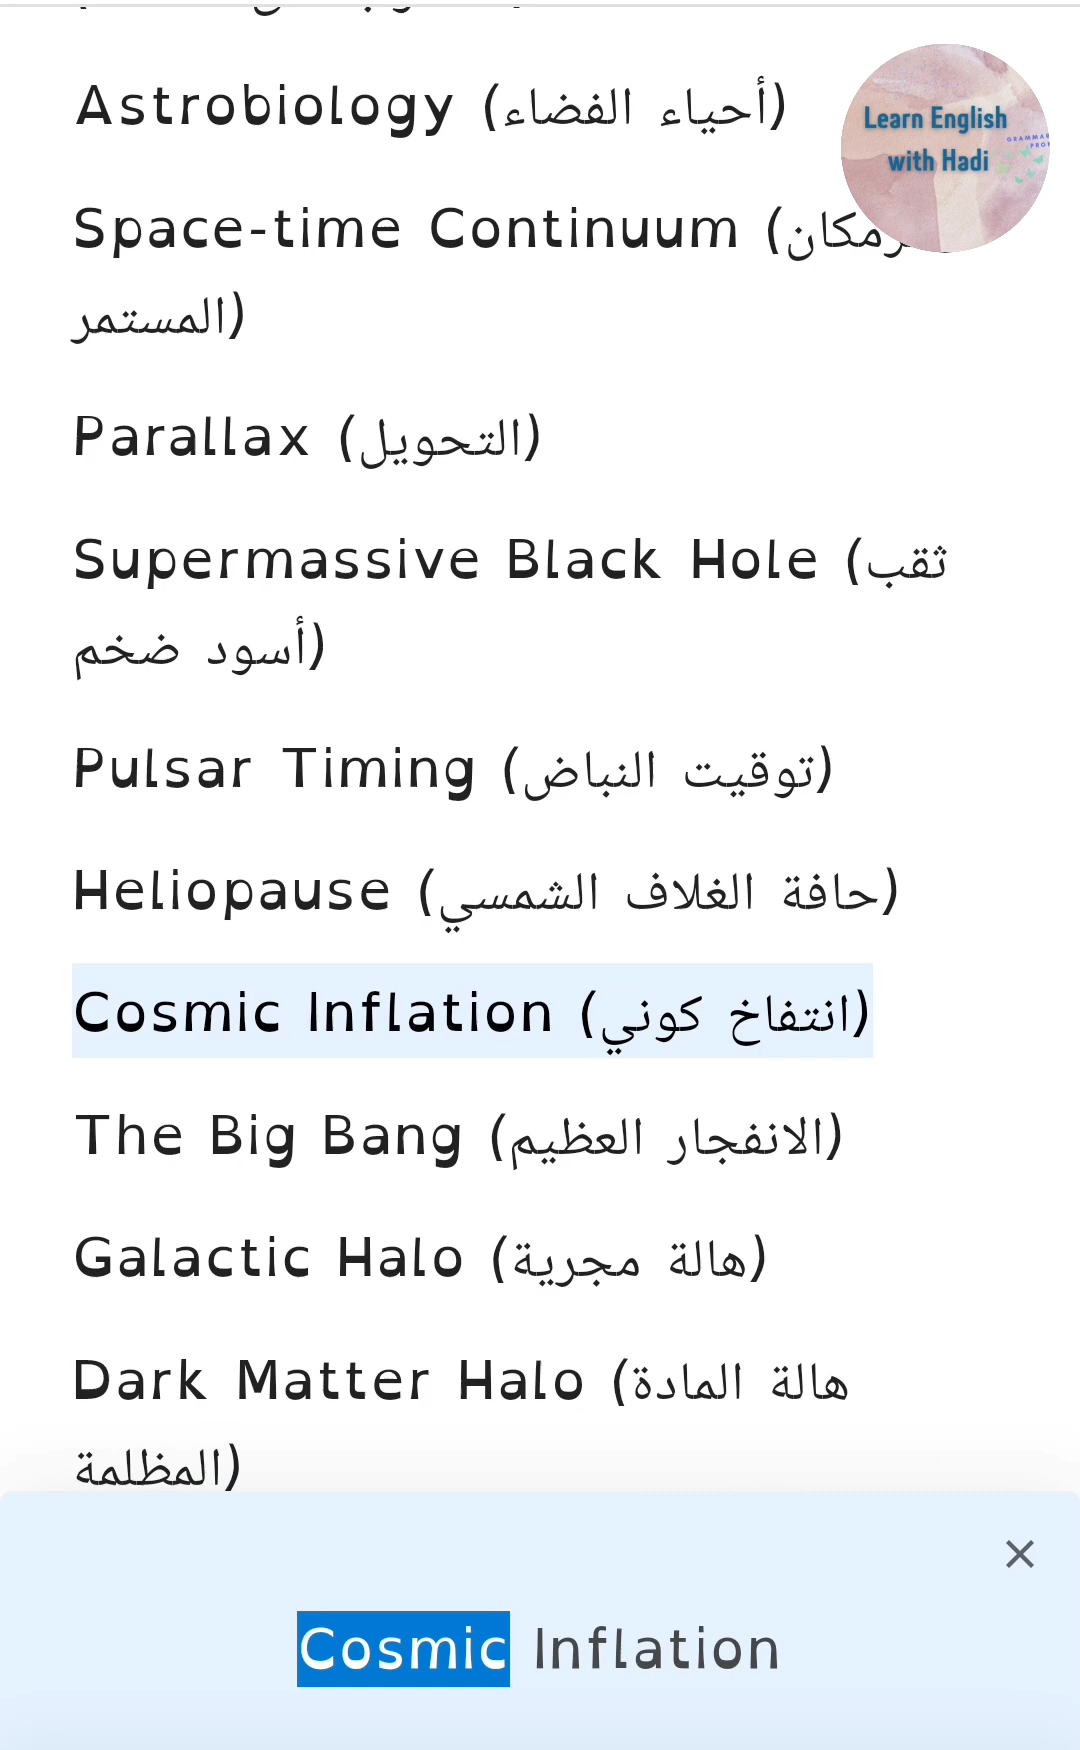 Astrobiology (أحياء الفضاء)
Learn English
with Hadi
Space-time Continuum (
المستمر)
Parallax (التحويل)
Supermassive Black Hole (ثقب
أسود ضخم)
Pulsar Timing (توقيت النباض)
Heliopause (حافة الغلاف الشمسي)
Cosmic Inflation (انتفاخ كوني)
The Big Bang (الانفجار العظيم)
Galactic Halo (هالة مجرية)
Dark Matter Halo (هالة المادة
المظلمة)
Cosmic Inflation